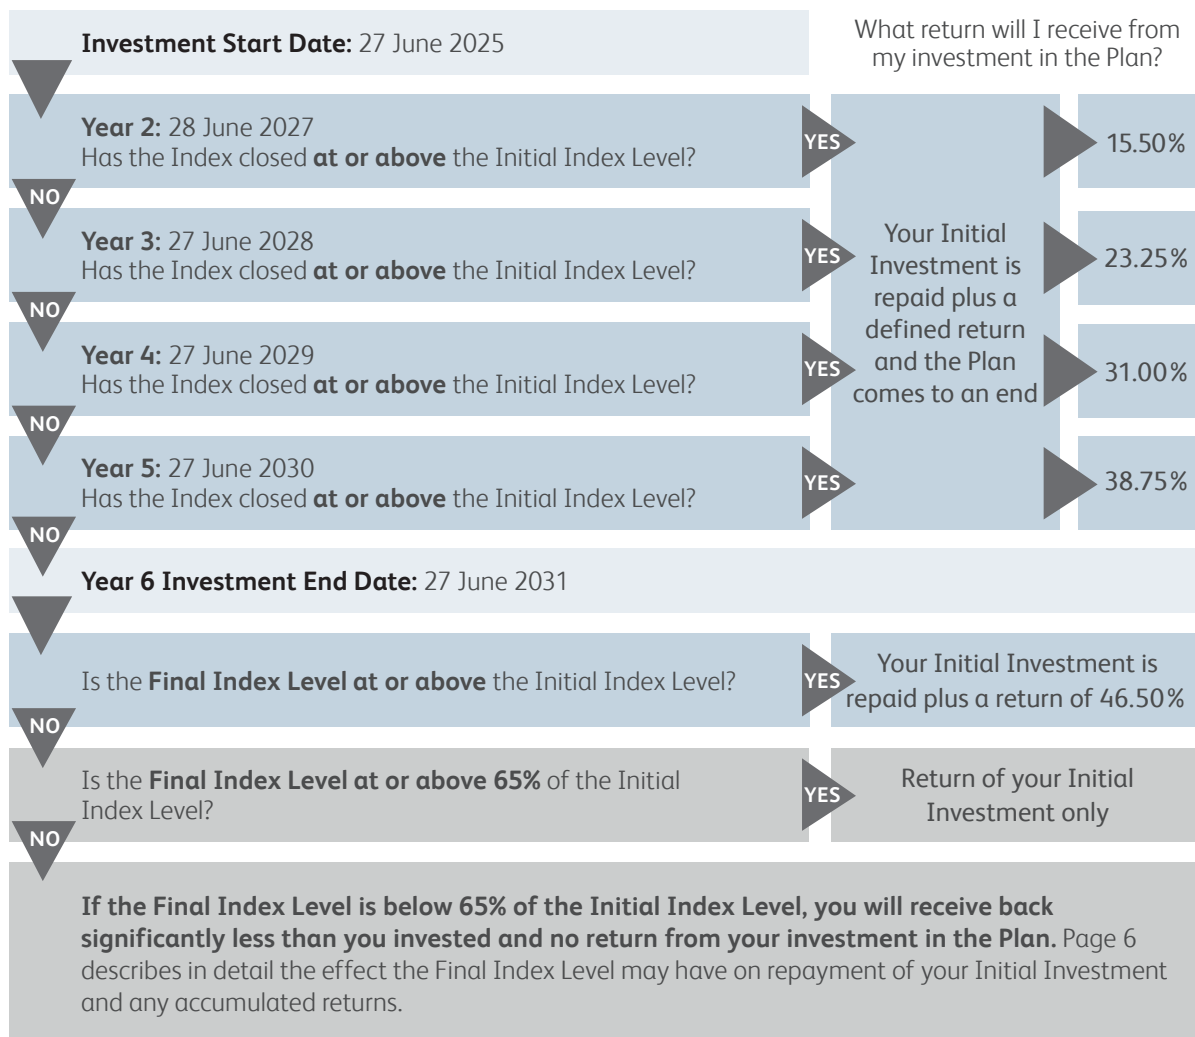 Investment Start Date: 27 June 2025
What return will I receive from
my investment in the Plan?
Year 2: 28 June 2027
Has the Index closed at or above the Initial Index Level?
YES
15.50%
NO
Year 3: 27 June 2028
Has the Index closed at or above the Initial Index Level?
YES
23.25%
NO
Year 4: 27 June 2029
Has the Index closed at or above the Initial Index Level?
YES
31.00%
NO
Year 5: 27 June 2030
Has the Index closed at or above the Initial Index Level?
YES
38.75%
Your Initial
Investment is
repaid plus a
defined return
and the Plan
comes to an end
NO
Year 6 Investment End Date: 27 June 2031
Is the Final Index Level at or above the Initial Index Level?
YES
Your Initial Investment is
repaid plus a return of 46.50%
NO
Is the Final Index Level at or above 65% of the Initial
Index Level?
YES
Return of your Initial
Investment only
NO
If the Final Index Level is below 65% of the Initial Index Level, you will receive back
significantly less than you invested and no return from your investment in the Plan. Page 6
describes in detail the effect the Final Index Level may have on repayment of your Initial Investment
and any accumulated returns.